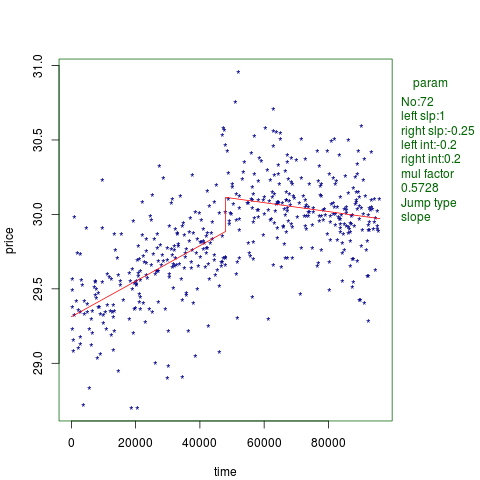 param
No:72
left slp:1
right slp:-0.25
left int:-0.2
right int:0.2
mul factor
0.5728
Jump type
slope
31.0
30.5
30.0
29.5
29.0
price
0 20000 40000 60000 80000
time